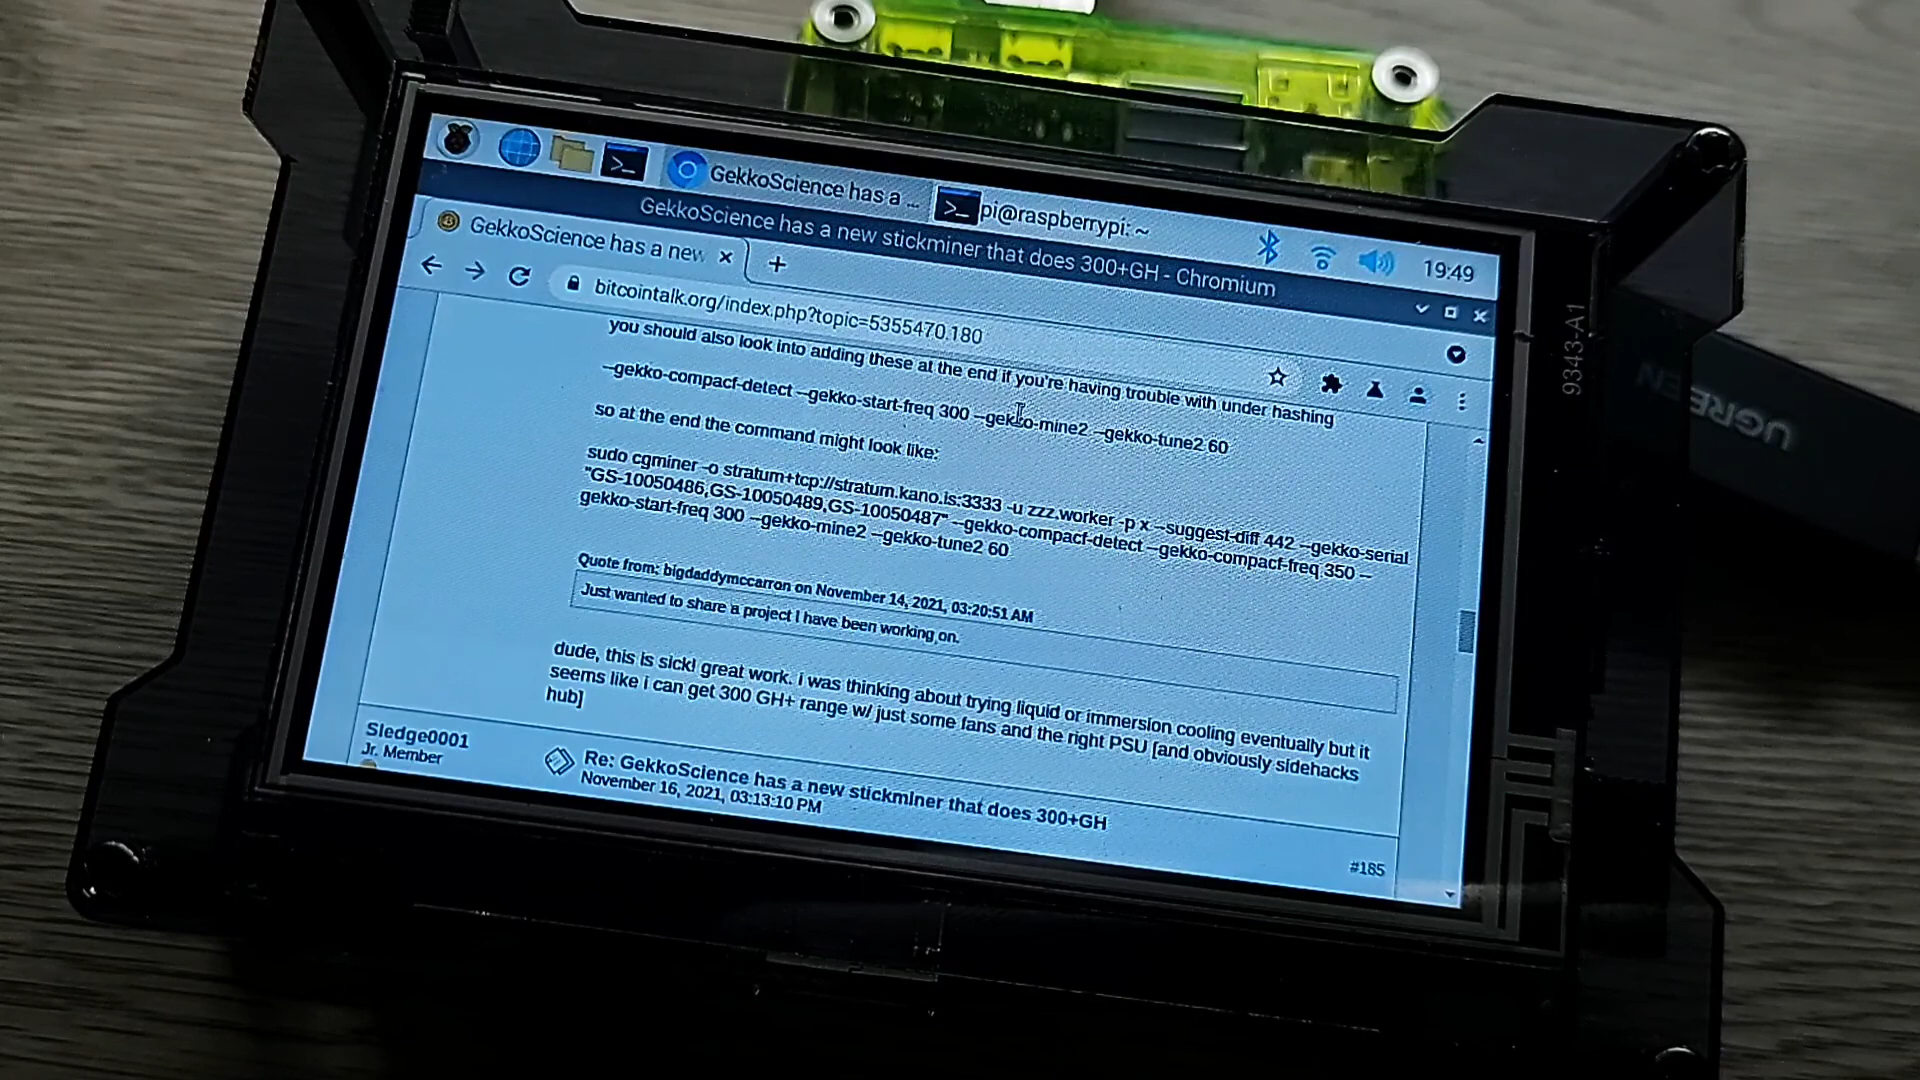 GekkoScience has a ...
pi@raspberrypi: ~
19:49
GekkoScience has a new stickminer that does 300+GH - Chromium
GekkoScience has a new
bitcointalk.org/index.php?topic=5355470.180
you should also look into adding these at the end if you're having trouble with under hashing
--gekko-compacf-detect --gekko-start-freq 300 --gekko-mine2 --gekko-tune2 60
so at the end the command might look like:
sudo cgminer -o stratum+tcp://stratum.kano.is:3333 -u zzz.worker -p x --suggest-diff 442 --gekko-serial
"GS-10050486,GS-10050489,GS-10050487" --gekko-compacf-detect --gekko-compacf-freq 350 --
gekko-start-freq 300 --gekko-mine2 --gekko-tune2 60
Quote from: bigdaddymccarron on November 14, 2021, 03:20:51 AM
Just wanted to share a project I have been working on.
dude, this is sick! great work. i was thinking about trying liquid or immersion cooling eventually but it
seems like i can get 300 GH+ range w/ just some fans and the right PSU [and obviously sidehacks
hub]
Sledge0001
Jr. Member
Re: GekkoScience has a new stickminer that does 300+GH
November 16, 2021, 03:13:10 PM
#185
9343-A1
UGREEN